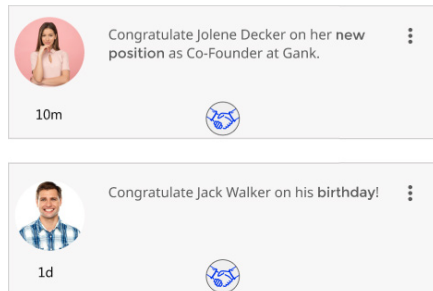 Congratulate Jolene Decker on her new
position as Co-Founder at Gank.
10m
Congratulate Jack Walker on his birthday!
1d